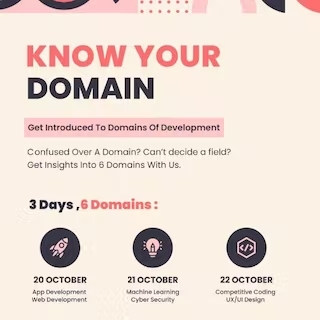 KNOW YOUR
DOMAIN
Get Introduced To Domains Of Development
Confused Over A Domain? Can't decide a field?
Get Insights Into 6 Domains With Us.
3 Days ,6 Domains :
20 OCTOBER
App Development
Web Development
21 OCTOBER
Machine Learning
Cyber Security
22 OCTOBER
Competitive Coding
UX/UI Design